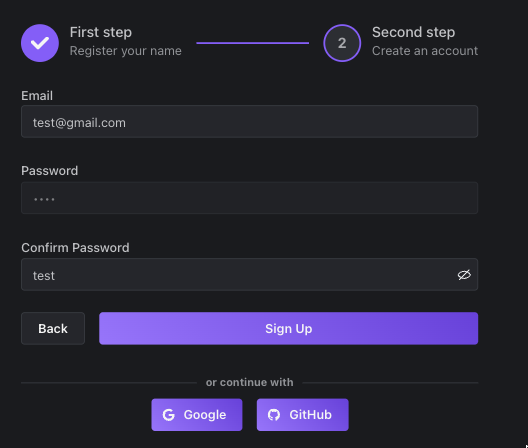 First step
Register your name
2
Second step
Create an account
Email
test@gmail.com
Password
••••
Confirm Password
test
Back
Sign Up
or continue with
Google
GitHub